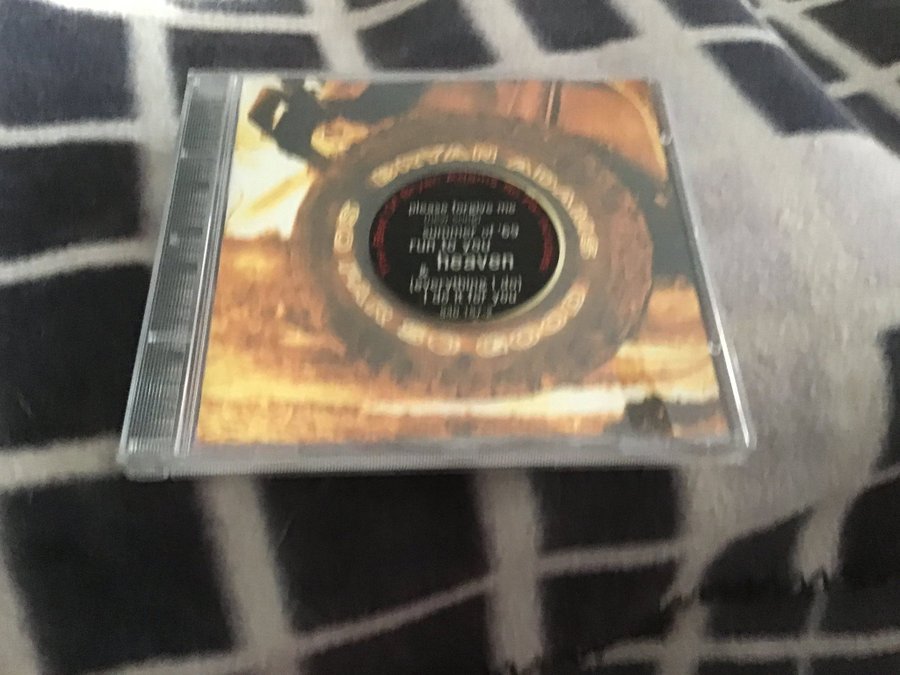 BRYAN ADAMS
SO FAR SO GOOD
please forgive me
summer of '69
run to you
heaven
&
(everything i do)
i do it for you